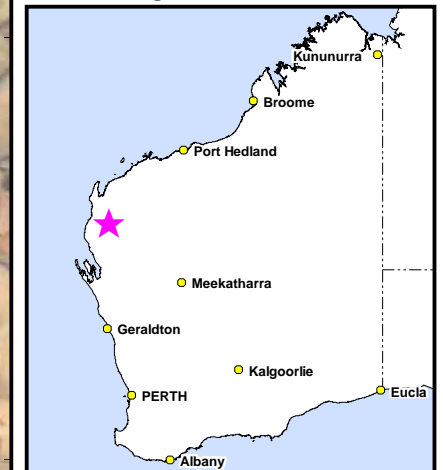 Kununurra
Broome
Port Hedland
Meekatharra
Geraldton
Kalgoorlie
PERTH
Eucla
Albany